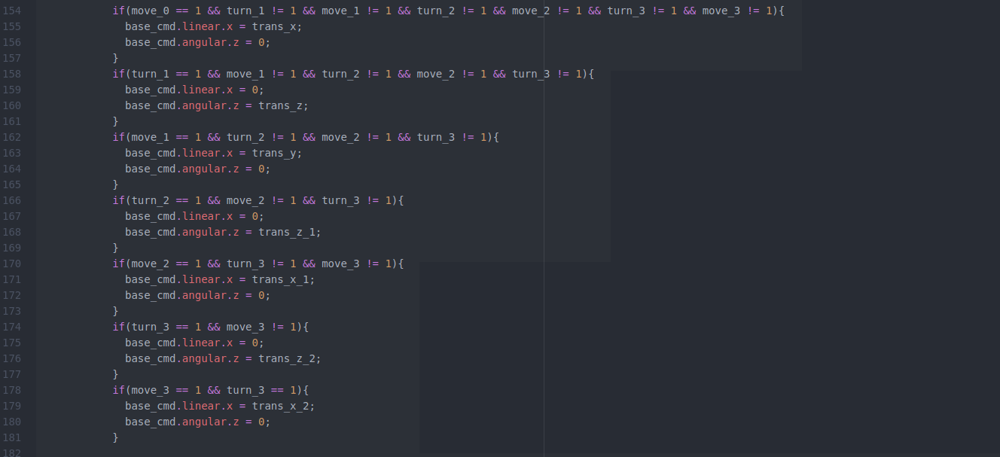 154 if(move_0 == 1 && turn_1 != 1 && move_1 != 1 && turn_2 != 1 && move_2 != 1 && turn_3 != 1 && move_3 != 1){
155 base_cmd.linear.x = trans_x;
156 base_cmd.angular.z = 0;
157 }
158 if(turn_1 == 1 && move_1 != 1 && turn_2 != 1 && move_2 != 1 && turn_3 != 1){
159 base_cmd.linear.x = 0;
160 base_cmd.angular.z = trans_z;
161 }
162 if(move_1 == 1 && turn_2 != 1 && move_2 != 1 && turn_3 != 1){
163 base_cmd.linear.x = trans_y;
164 base_cmd.angular.z = 0;
165 }
166 if(turn_2 == 1 && move_2 != 1 && turn_3 != 1){
167 base_cmd.linear.x = 0;
168 base_cmd.angular.z = trans_z_1;
169 }
170 if(move_2 == 1 && turn_3 != 1 && move_3 != 1){
171 base_cmd.linear.x = trans_x_1;
172 base_cmd.angular.z = 0;
173 }
174 if(turn_3 == 1 && move_3 != 1){
175 base_cmd.linear.x = 0;
176 base_cmd.angular.z = trans_z_2;
177 }
178 if(move_3 == 1 && turn_3 == 1){
179 base_cmd.linear.x = trans_x_2;
180 base_cmd.angular.z = 0;
181 }
182